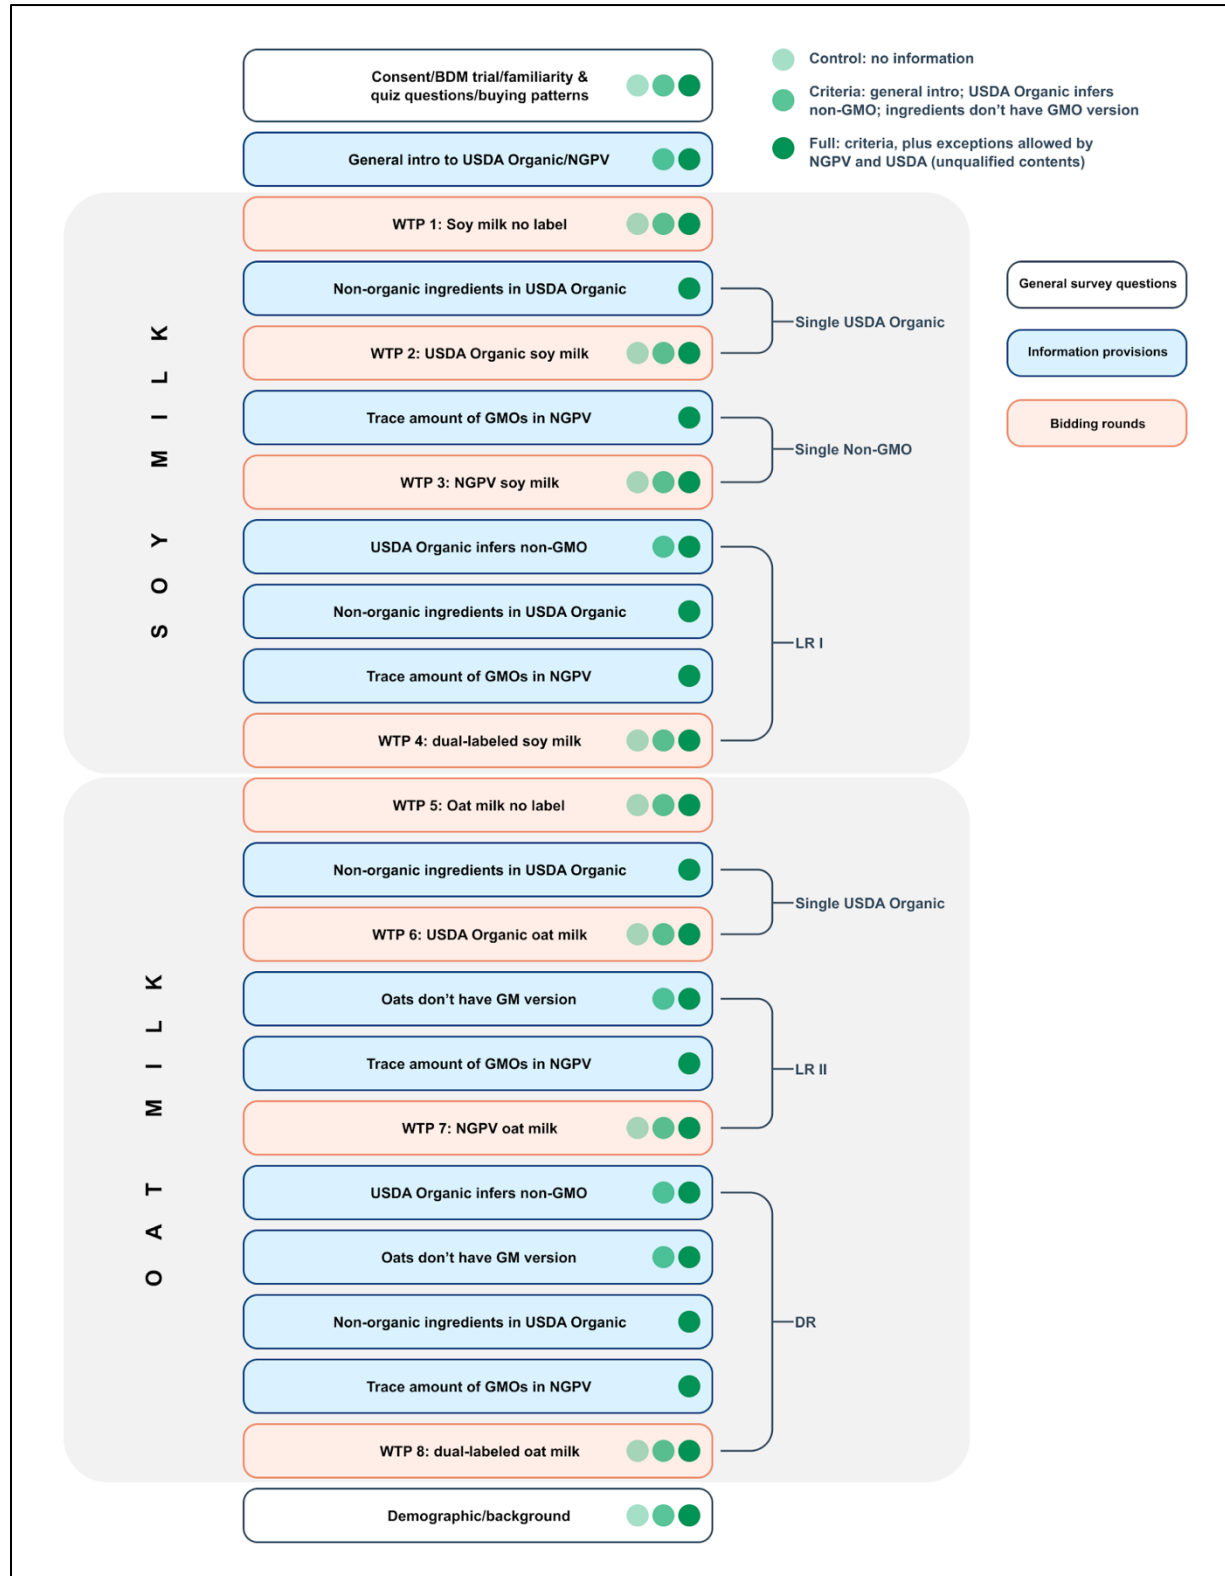 Consent/BDM trial/familiarity &
quiz questions/buying patterns
Control: no information
Criteria: general intro; USDA Organic infers
non-GMO; ingredients don't have GMO version
Full: criteria, plus exceptions allowed by
NGPV and USDA (unqualified contents)
General intro to USDA Organic/NGPV
SOY MILK
WTP 1: Soy milk no label
Non-organic ingredients in USDA Organic
WTP 2: USDA Organic soy milk
Single USDA Organic
Trace amount of GMOs in NGPV
WTP 3: NGPV soy milk
Single Non-GMO
USDA Organic infers non-GMO
Non-organic ingredients in USDA Organic
Trace amount of GMOs in NGPV
WTP 4: dual-labeled soy milk
LR I
General survey questions
Information provisions
Bidding rounds
OAT MILK
WTP 5: Oat milk no label
Non-organic ingredients in USDA Organic
WTP 6: USDA Organic oat milk
Single USDA Organic
Oats don't have GM version
Trace amount of GMOs in NGPV
WTP 7: NGPV oat milk
LR II
USDA Organic infers non-GMO
Oats don't have GM version
Non-organic ingredients in USDA Organic
Trace amount of GMOs in NGPV
WTP 8: dual-labeled oat milk
DR
Demographic/background